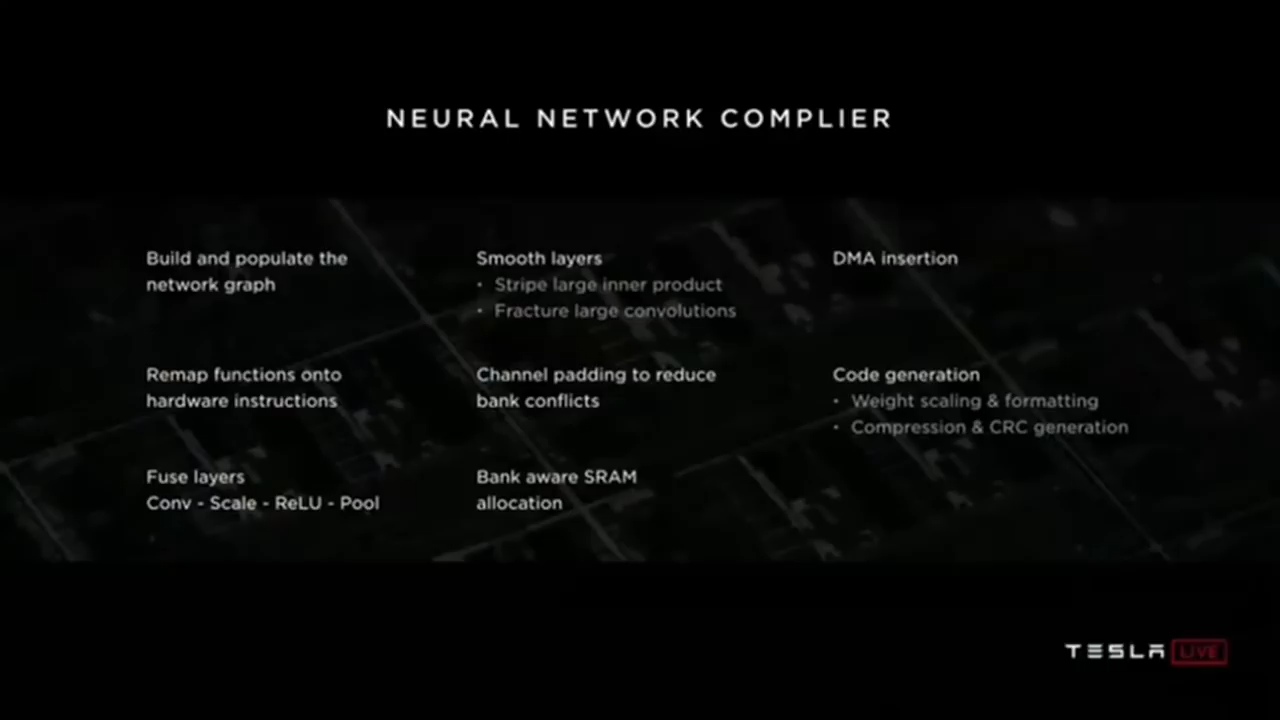 NEURAL NETWORK COMPLIER
Build and populate the
network graph
Remap functions onto
hardware instructions
Fuse layers
Conv - Scale - ReLU - Pool
Smooth layers
• Stripe large inner product
• Fracture large convolutions
Channel padding to reduce
bank conflicts
Bank aware SRAM
allocation
DMA insertion
Code generation
• Weight scaling & formatting
• Compression & CRC generation
TESLA LIVE